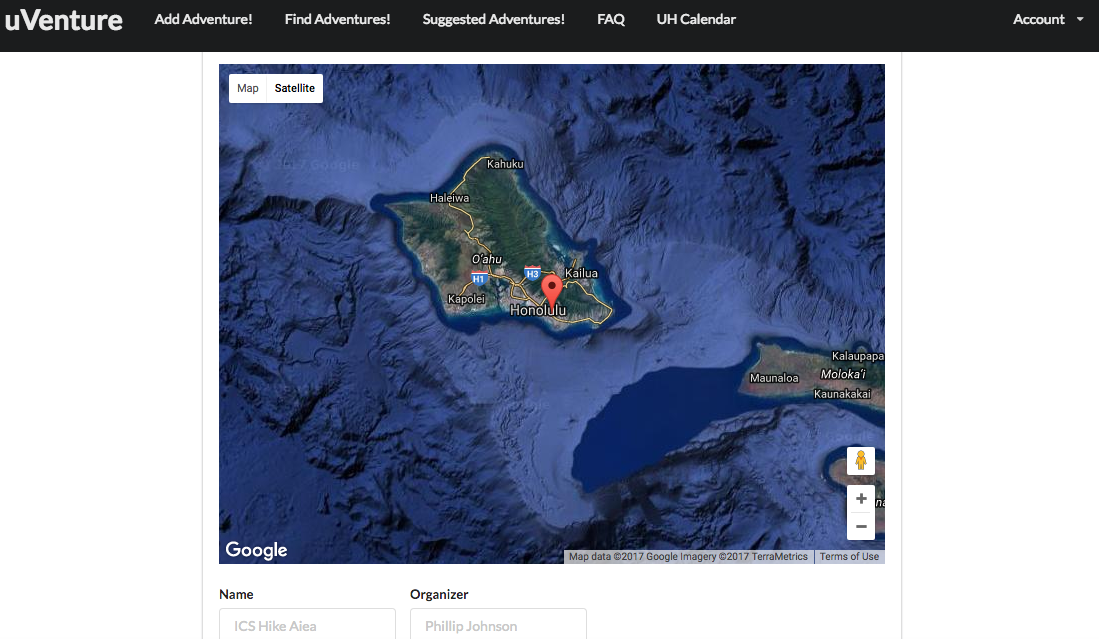 uVenture Add Adventure! Find Adventures! Suggested Adventures! FAQ UH Calendar Account
Map Satellite
Kahuku
Haleiwa
O'ahu
H1 H3 Kailua
Kapolei
Honolulu
Kalaupapa
Maunaloa Moloka'i
Kaunakakai
Google
Map data ©2017 Google Imagery ©2017 TerraMetrics Terms of Use
Name Organizer
ICS Hike Aiea Phillip Johnson